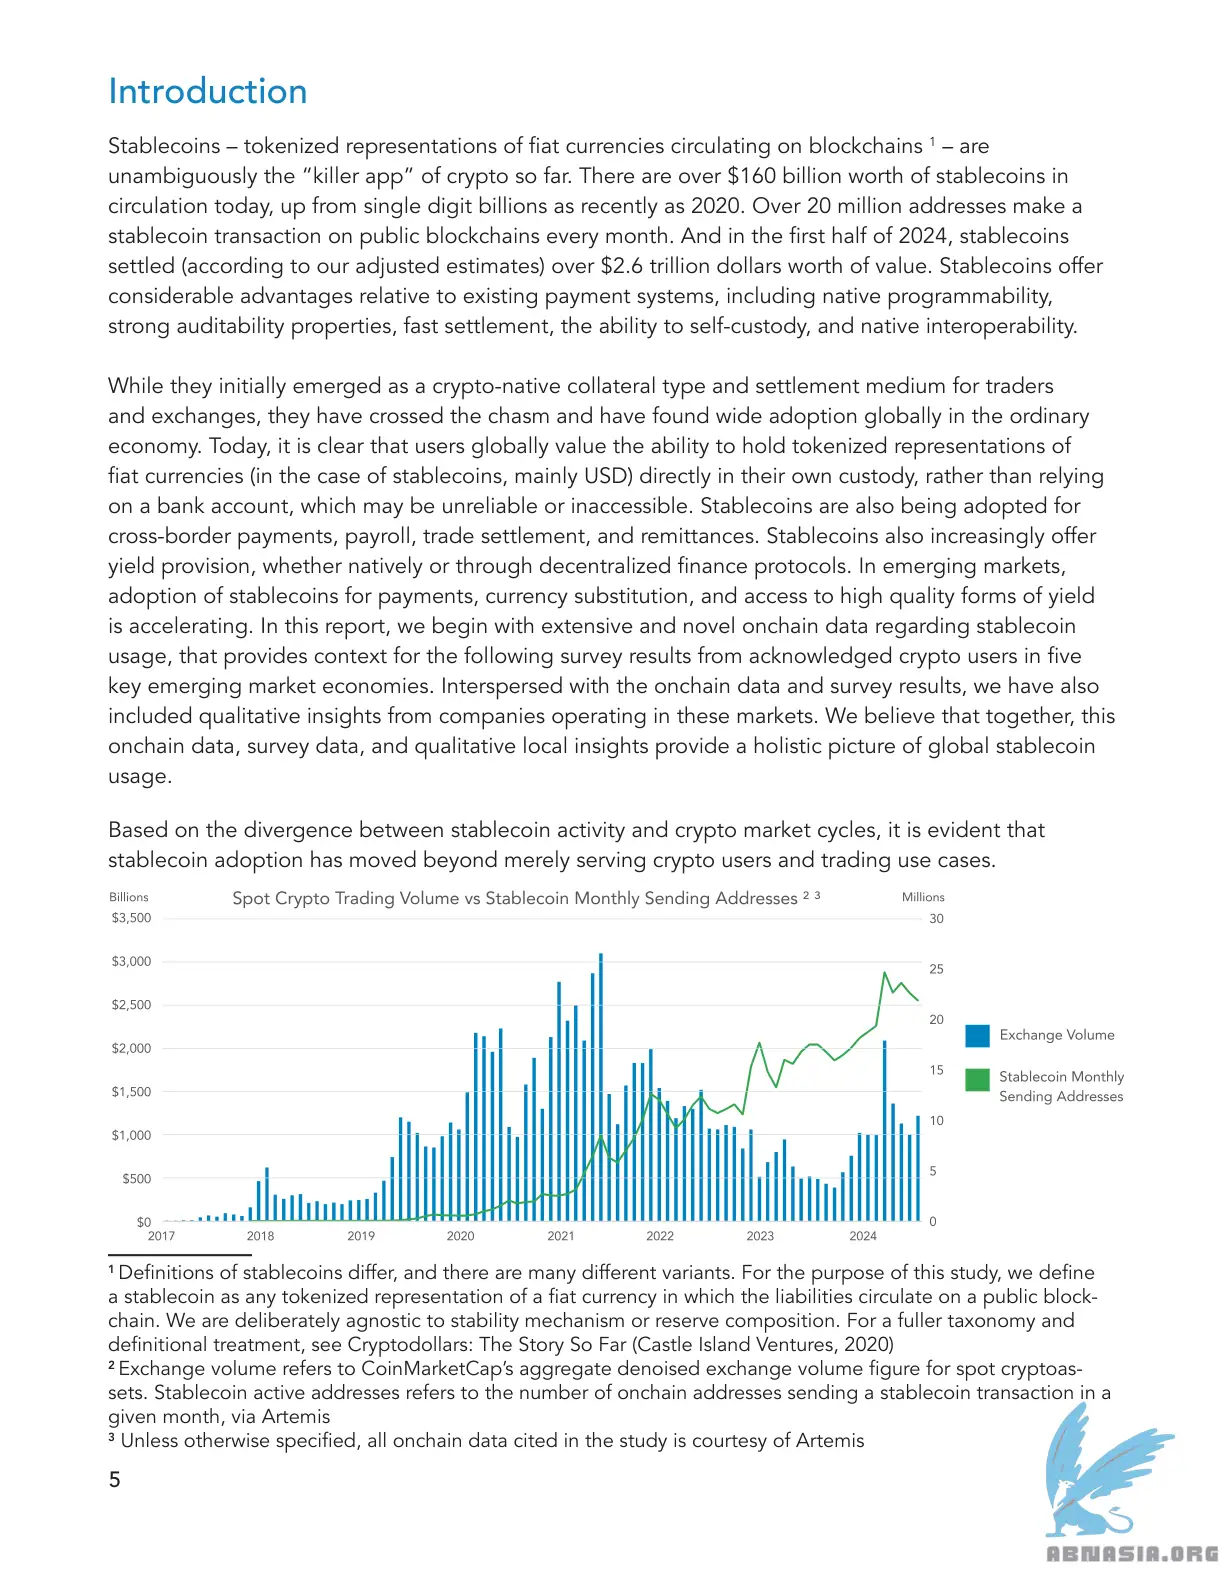 Introduction
Stablecoins – tokenized representations of fiat currencies circulating on blockchains ¹ – are
unambiguously the “killer app” of crypto so far. There are over $160 billion worth of stablecoins in
circulation today, up from single digit billions as recently as 2020. Over 20 million addresses make a
stablecoin transaction on public blockchains every month. And in the first half of 2024, stablecoins
settled (according to our adjusted estimates) over $2.6 trillion dollars worth of value. Stablecoins offer
considerable advantages relative to existing payment systems, including native programmability,
strong auditability properties, fast settlement, the ability to self-custody, and native interoperability.
While they initially emerged as a crypto-native collateral type and settlement medium for traders
and exchanges, they have crossed the chasm and have found wide adoption globally in the ordinary
economy. Today, it is clear that users globally value the ability to hold tokenized representations of
fiat currencies (in the case of stablecoins, mainly USD) directly in their own custody, rather than relying
on a bank account, which may be unreliable or inaccessible. Stablecoins are also being adopted for
cross-border payments, payroll, trade settlement, and remittances. Stablecoins also increasingly offer
yield provision, whether natively or through decentralized finance protocols. In emerging markets,
adoption of stablecoins for payments, currency substitution, and access to high quality forms of yield
is accelerating. In this report, we begin with extensive and novel onchain data regarding stablecoin
usage, that provides context for the following survey results from acknowledged crypto users in five
key emerging market economies. Interspersed with the onchain data and survey results, we have also
included qualitative insights from companies operating in these markets. We believe that together, this
onchain data, survey data, and qualitative local insights provide a holistic picture of global stablecoin
usage.
Based on the divergence between stablecoin activity and crypto market cycles, it is evident that
stablecoin adoption has moved beyond merely serving crypto users and trading use cases.
Billions
Spot Crypto Trading Volume vs Stablecoin Monthly Sending Addresses ² ³
Millions
$3,500
$3,000
$2,500
$2,000
$1,500
$1,000
$500
$0
30
25
20
15
10
5
0
2017 2018 2019 2020 2021 2022 2023 2024
Exchange Volume
Stablecoin Monthly
Sending Addresses
¹ Definitions of stablecoins differ, and there are many different variants. For the purpose of this study, we define
a stablecoin as any tokenized representation of a fiat currency in which the liabilities circulate on a public block-
chain. We are deliberately agnostic to stability mechanism or reserve composition. For a fuller taxonomy and
definitional treatment, see Cryptodollars: The Story So Far (Castle Island Ventures, 2020)
² Exchange volume refers to CoinMarketCap’s aggregate denoised exchange volume figure for spot cryptoas-
sets. Stablecoin active addresses refers to the number of onchain addresses sending a stablecoin transaction in a
given month, via Artemis
³ Unless otherwise specified, all onchain data cited in the study is courtesy of Artemis
5
ABNASIA.ORG